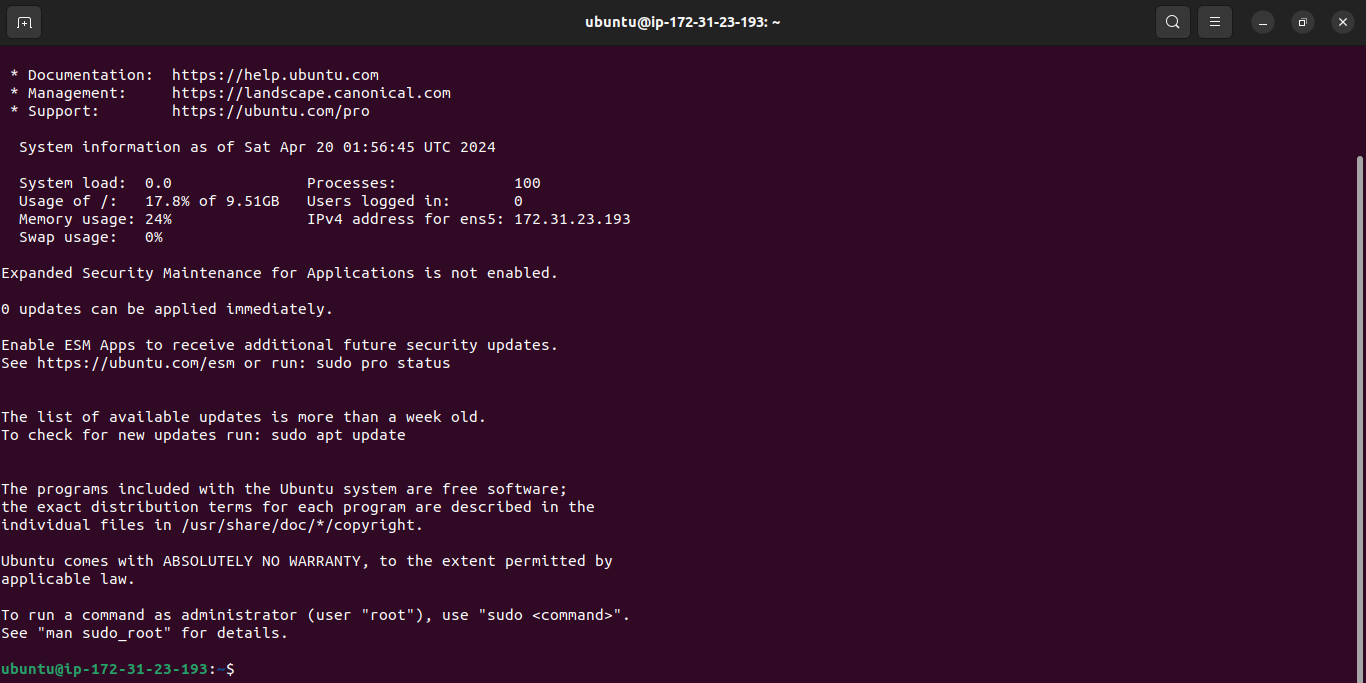 ubuntu@ip-172-31-23-193: ~
* Documentation:  https://help.ubuntu.com
* Management:     https://landscape.canonical.com
* Support:        https://ubuntu.com/pro
System information as of Sat Apr 20 01:56:45 UTC 2024
System load:  0.0               Processes:             100
Usage of /:   17.8% of 9.51GB   Users logged in:       0
Memory usage: 24%               IPv4 address for ens5: 172.31.23.193
Swap usage:   0%
Expanded Security Maintenance for Applications is not enabled.
0 updates can be applied immediately.
Enable ESM Apps to receive additional future security updates.
See https://ubuntu.com/esm or run: sudo pro status
The list of available updates is more than a week old.
To check for new updates run: sudo apt update
The programs included with the Ubuntu system are free software;
the exact distribution terms for each program are described in the
individual files in /usr/share/doc/*/copyright.
Ubuntu comes with ABSOLUTELY NO WARRANTY, to the extent permitted by
applicable law.
To run a command as administrator (user "root"), use "sudo <command>".
See "man sudo_root" for details.
ubuntu@ip-172-31-23-193:~$